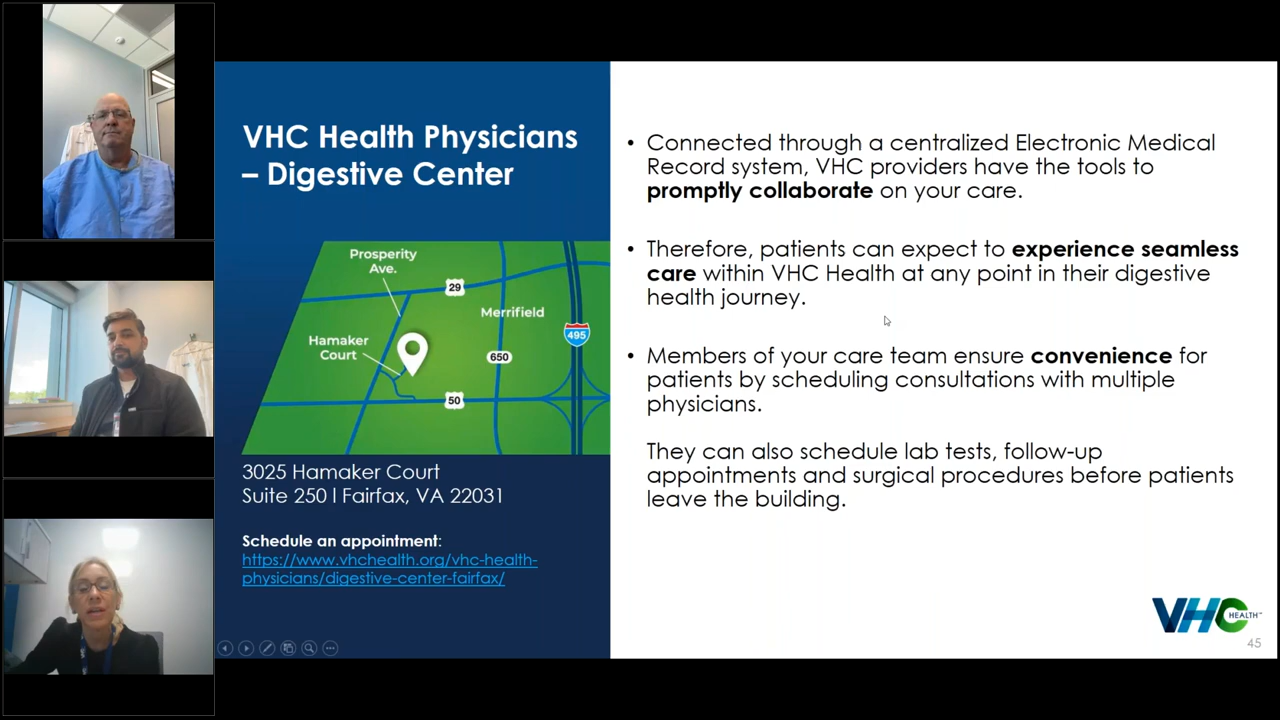 VHC Health Physicians
– Digestive Center
Prosperity
Ave.
29
Merrifield
495
Hamaker
Court
650
50
3025 Hamaker Court
Suite 250 | Fairfax, VA 22031
Schedule an appointment:
https://www.vhchealth.org/vhc-health-
physicians/digestive-center-fairfax/
• Connected through a centralized Electronic Medical
Record system, VHC providers have the tools to
promptly collaborate on your care.
• Therefore, patients can expect to experience seamless
care within VHC Health at any point in their digestive
health journey.
• Members of your care team ensure convenience for
patients by scheduling consultations with multiple
physicians.
They can also schedule lab tests, follow-up
appointments and surgical procedures before patients
leave the building.
VHC HEALTH™
45